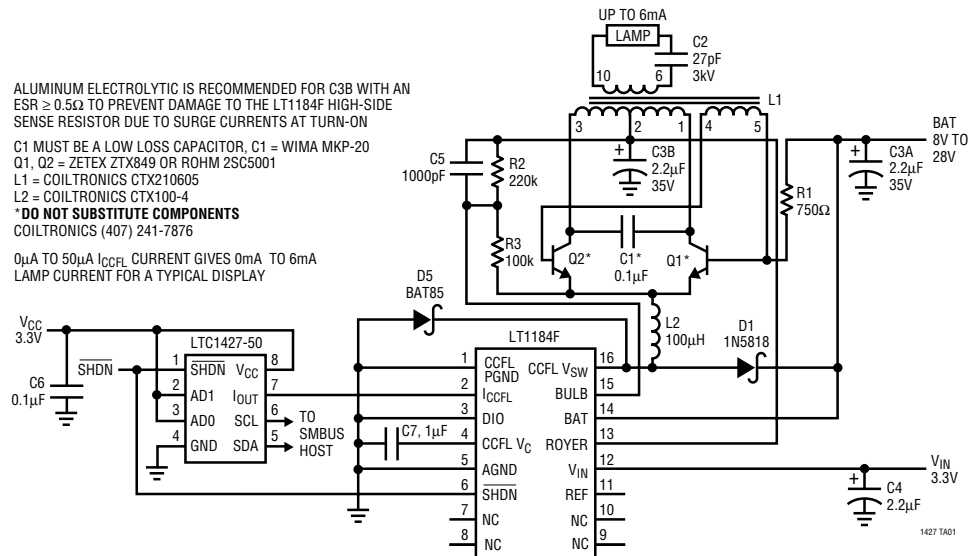 UP TO 6mA
LAMP
C2
27pF
3kV
10
6
L1
3
2
1
4
5
ALUMINUM ELECTROLYTIC IS RECOMMENDED FOR C3B WITH AN
ESR ≥ 0.5Ω TO PREVENT DAMAGE TO THE LT1184F HIGH-SIDE
SENSE RESISTOR DUE TO SURGE CURRENTS AT TURN-ON
C1 MUST BE A LOW LOSS CAPACITOR, C1 = WIMA MKP-20
Q1, Q2 = ZETEX ZTX849 OR ROHM 2SC5001
L1 = COILTRONICS CTX210605
L2 = COILTRONICS CTX100-4
*DO NOT SUBSTITUTE COMPONENTS
COILTRONICS (407) 241-7876
0µA TO 50µA ICCFL CURRENT GIVES 0mA TO 6mA
LAMP CURRENT FOR A TYPICAL DISPLAY
C5
1000pF
R2
220k
R3
100k
+
C3B
2.2µF
35V
BAT
8V TO
28V
+
C3A
2.2µF
35V
R1
750Ω
Q2*
C1*
0.1µF
Q1*
L2
100µH
D5
BAT85
D1
1N5818
VCC
3.3V
C6
0.1µF
SHDN
LTC1427-50
1
SHDN
VCC
8
2
AD1
IOUT
7
3
AD0
SCL
6
4
GND
SDA
5
TO
SMBUS
HOST
C7, 1µF
LT1184F
1
CCFL
PGND
CCFL VSW
16
2
ICCFL
BULB
15
3
DIO
BAT
14
4
CCFL VC
ROYER
13
5
AGND
VIN
12
6
SHDN
REF
11
7
NC
NC
10
8
NC
NC
9
VIN
3.3V
+
C4
2.2µF
1427 TA01